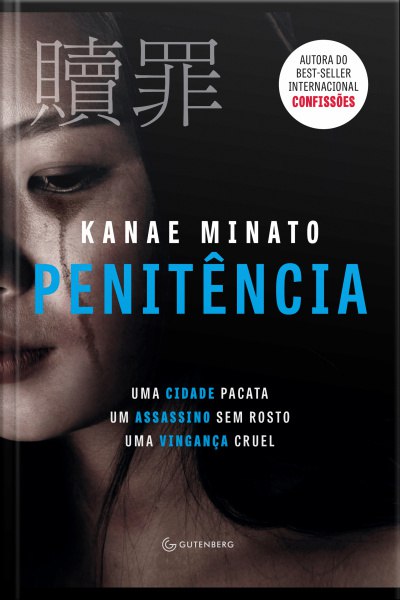 贖罪
AUTORA DO
BEST-SELLER
INTERNACIONAL
CONFISSÕES
KANAE MINATO
PENITÊNCIA
UMA CIDADE PACATA
UM ASSASSINO SEM ROSTO
UMA VINGANÇA CRUEL
GUTENBERG